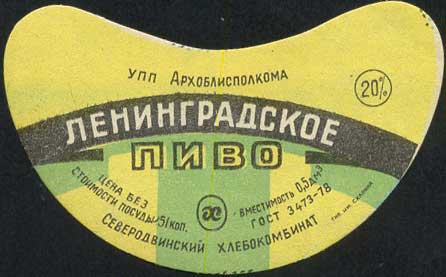 УПП Архоблисполкома
20%
ЛЕНИНГРАДСКОЕ
ПИВО
ЦЕНА БЕЗ
СТОИМОСТИ ПОСУДЫ 51 коп.
ВМЕСТИМОСТЬ 0,5 дм3
ГОСТ 3473-78
Северодвинский хлебокомбинат